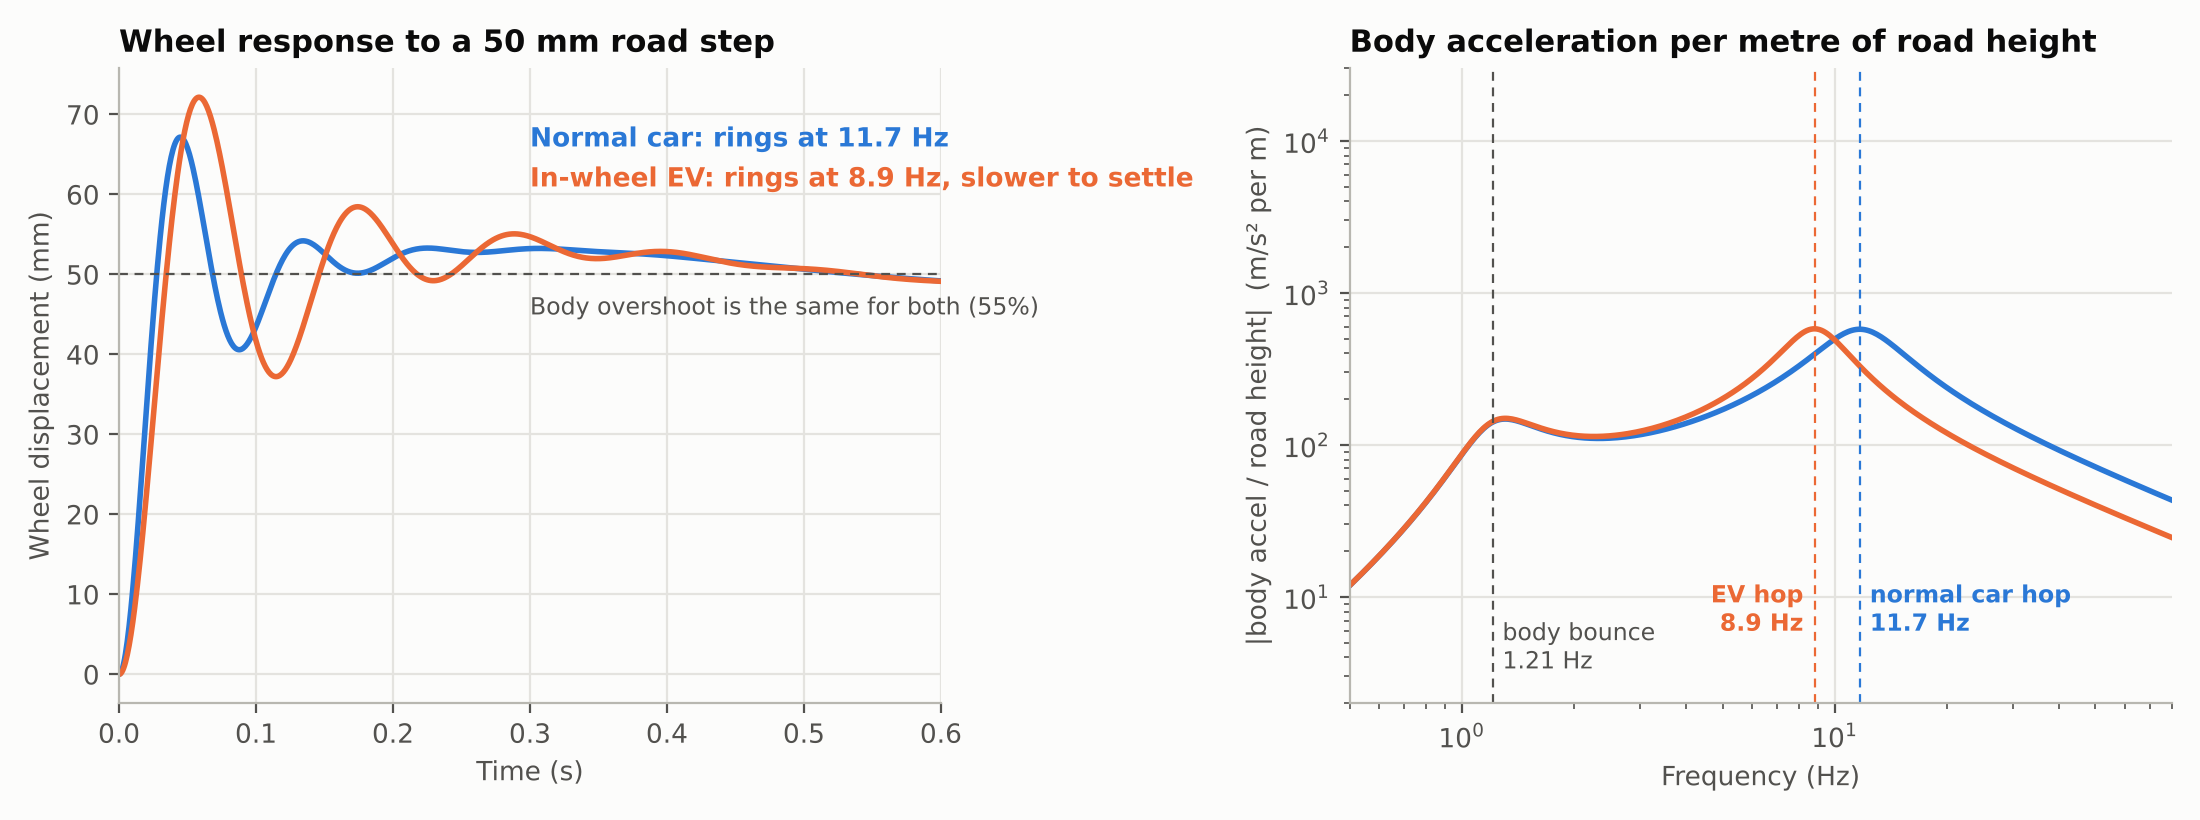 Wheel response to a 50 mm road step
Wheel displacement (mm)
70
60
50
40
30
20
10
0
Normal car: rings at 11.7 Hz
In-wheel EV: rings at 8.9 Hz, slower to settle
Body overshoot is the same for both (55%)
0.0 0.1 0.2 0.3 0.4 0.5 0.6
Time (s)
Body acceleration per metre of road height
|body accel / road height| (m/s² per m)
10⁴
10³
10²
10¹
EV hop
8.9 Hz
normal car hop
11.7 Hz
body bounce
1.21 Hz
10⁰ 10¹
Frequency (Hz)